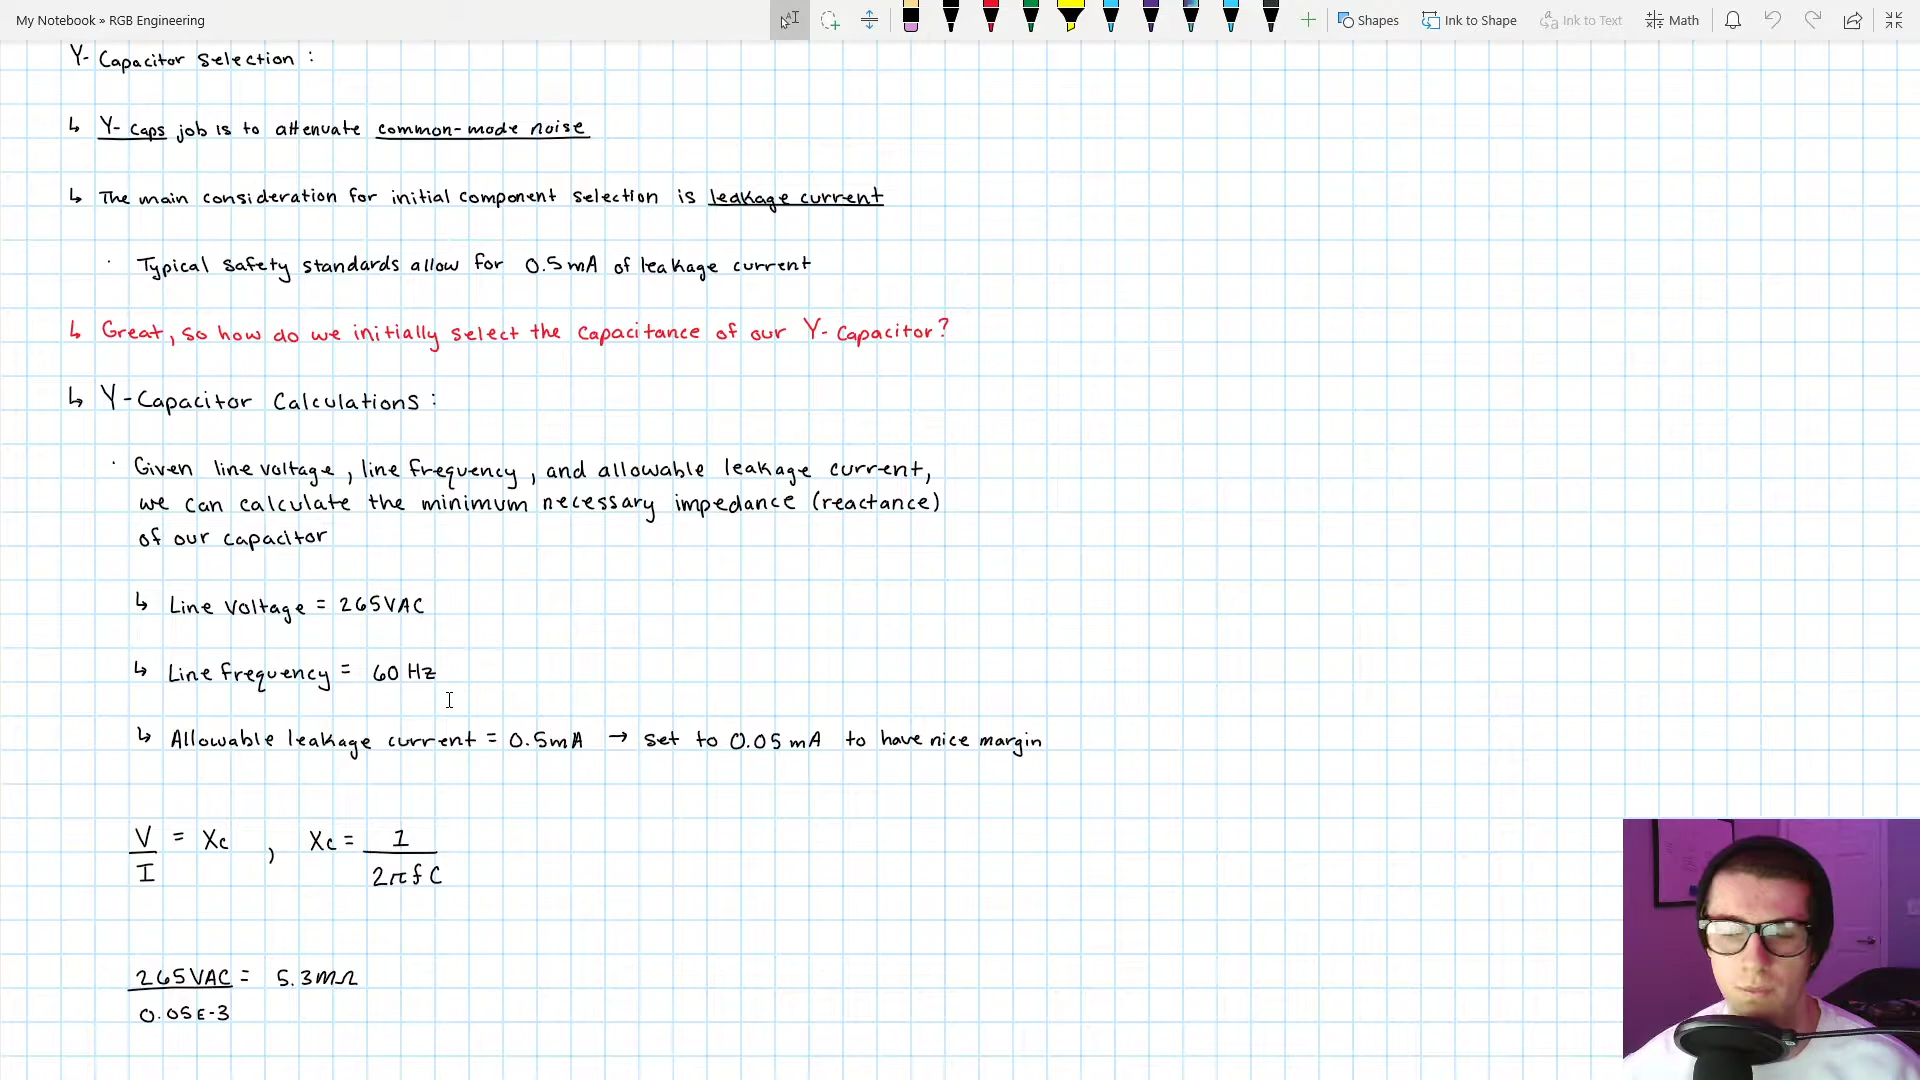 My Notebook » RGB Engineering
Shapes Ink to Shape Ink to Text Math
Y-Capacitor Selection :
↳ Y-Caps job is to attenuate common-mode noise
↳ The main consideration for initial component selection is leakage current
· Typical safety standards allow for 0.5mA of leakage current
↳ Great, so how do we initially select the capacitance of our Y-Capacitor?
↳ Y-Capacitor Calculations :
· Given line voltage, line frequency, and allowable leakage current,
we can calculate the minimum necessary impedance (reactance)
of our capacitor
↳ Line Voltage = 265VAC
↳ Line frequency = 60 Hz
↳ Allowable leakage current = 0.5mA → set to 0.05mA to have nice margin
V/I = Xc , Xc = 1/2πfC
265VAC/0.05E-3 = 5.3MΩ